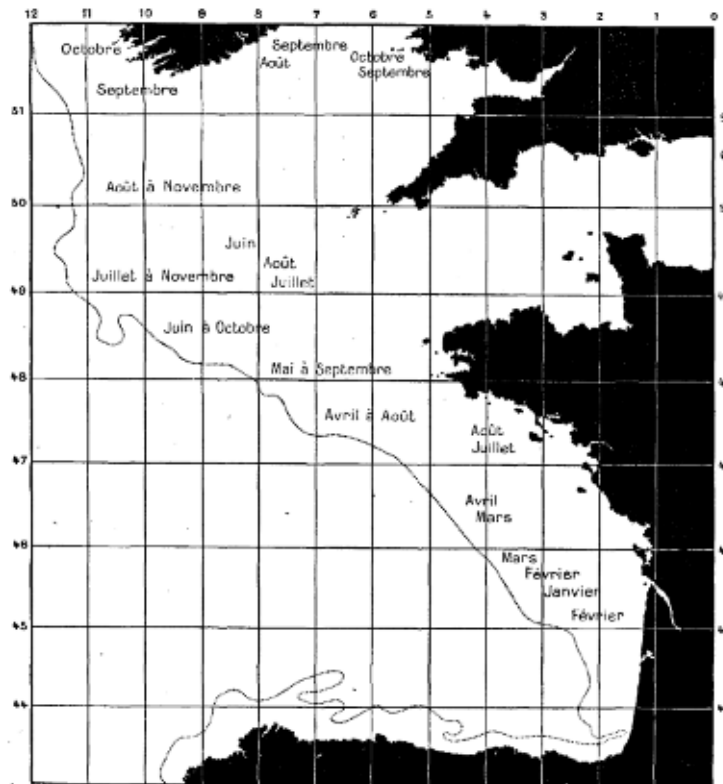 12 11 10 9 8 7 6 5 4 3 2 1 0
Octobre
Septembre
Août
Octobre
Septembre
Septembre
51
Août à Novembre
50
Juin
Août
Juillet
Juillet à Novembre
49
Juin à Octobre
Mai à Septembre
48
Avril à Août
Août
Juillet
47
Avril
Mars
46
Mars
Février
Janvier
Février
45
44